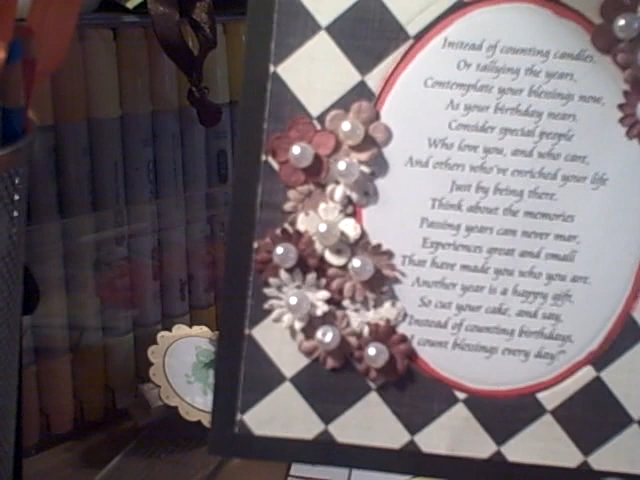 Instead of counting candles,
Or tallying the years,
Contemplate your blessings now,
As your birthday nears.
Consider special people
Who love you, and who care,
And others who've enriched your life
Just by being there.
Think about the memories
Passing years can never mar,
Experiences great and small
That have made you who you are.
Another year is a happy gift,
So cut your cake, and say,
"Instead of counting birthdays,
I count blessings every day!"